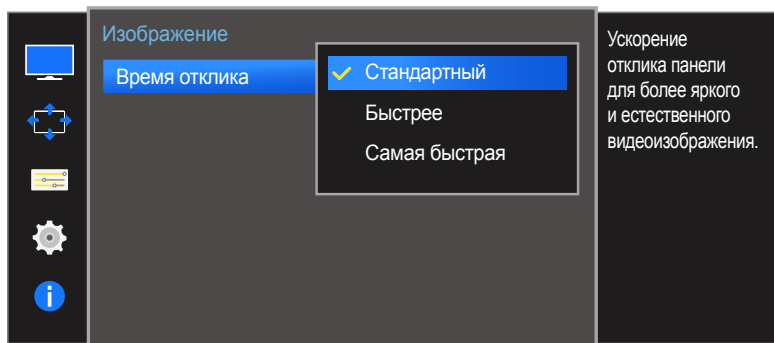 Изображение
Время отклика
Стандартный
Быстрее
Самая быстрая
Ускорение
отклика панели
для более яркого
и естественного
видеоизображения.
i